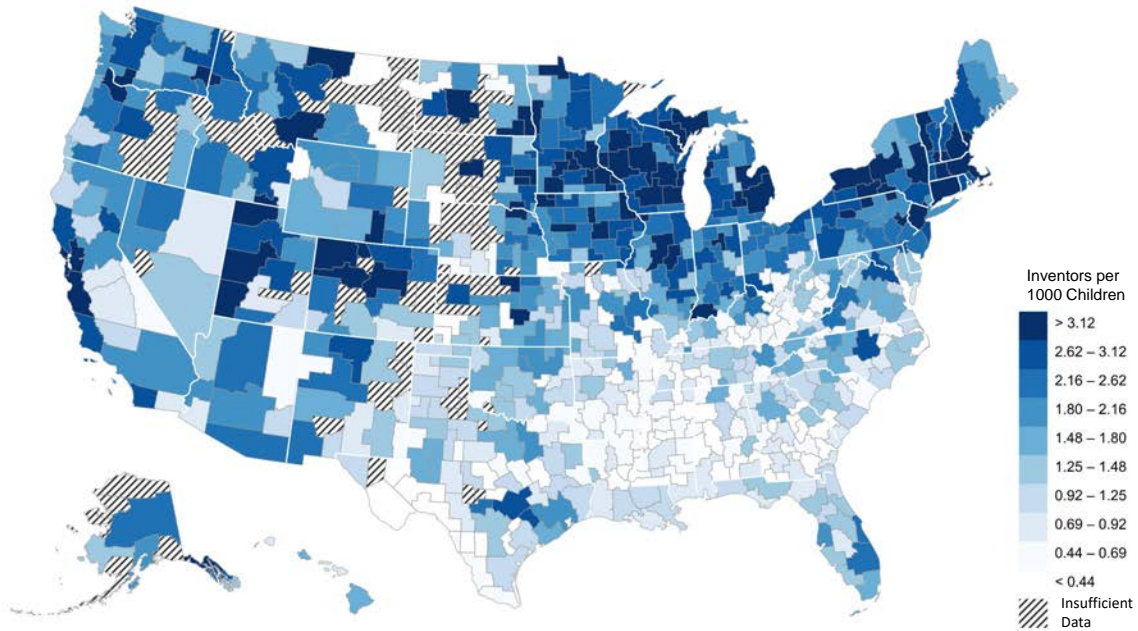 Inventors per
1000 Children
> 3.12
2.62 – 3.12
2.16 – 2.62
1.80 – 2.16
1.48 – 1.80
1.25 – 1.48
0.92 – 1.25
0.69 – 0.92
0.44 – 0.69
< 0.44
Insufficient
Data